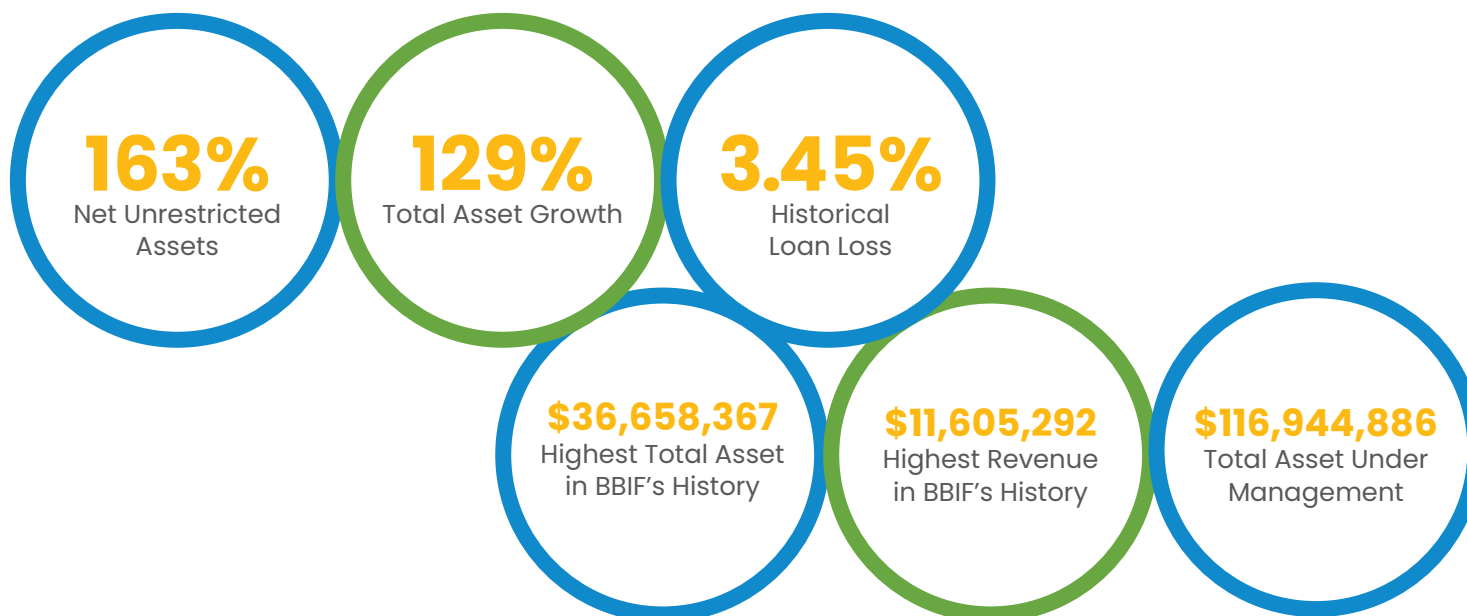 163%
Net Unrestricted
Assets
129%
Total Asset Growth
3.45%
Historical
Loan Loss
$36,658,367
Highest Total Asset
in BBIF's History
$11,605,292
Highest Revenue
in BBIF's History
$116,944,886
Total Asset Under
Management